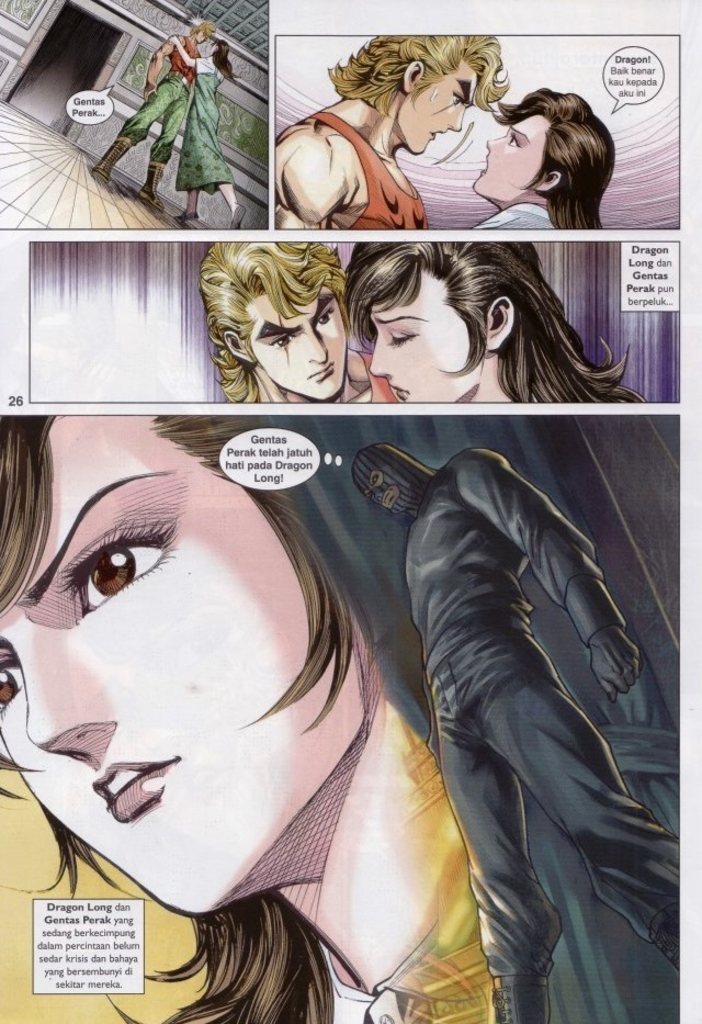 Gentas
Perak...
Dragon!
Baik benar
kau kepada
aku ini
Dragon
Long dan
Gentas
Perak pun
berpeluk...
26
Gentas
Perak telah jatuh
hati pada Dragon
Long!
Dragon Long dan
Gentas Perak yang
sedang berkecimpung
dalam percintaan belum
sedar krisis dan bahaya
yang bersembunyi di
sekitar mereka.